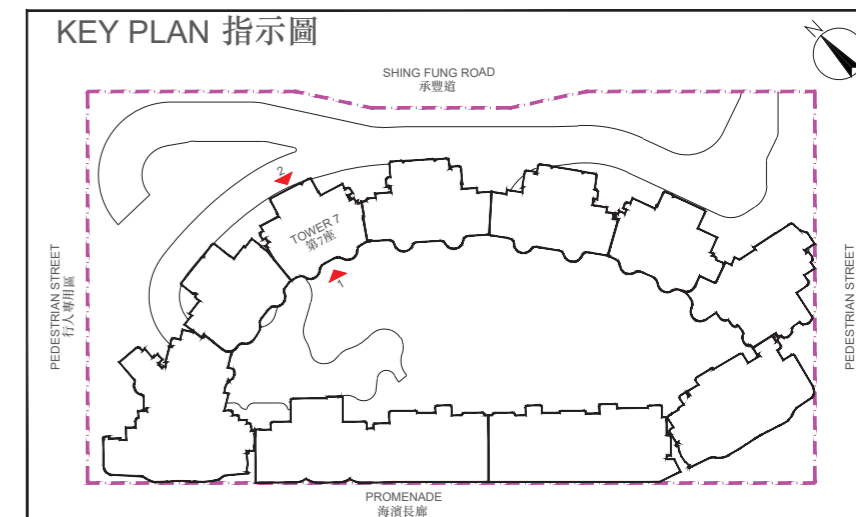 KEY PLAN 指示圖
N
SHING FUNG ROAD
承豐道
2
TOWER 7
第7座
1
PEDESTRIAN STREET
行人專用區
PEDESTRIAN STREET
PROMENADE
海濱長廊